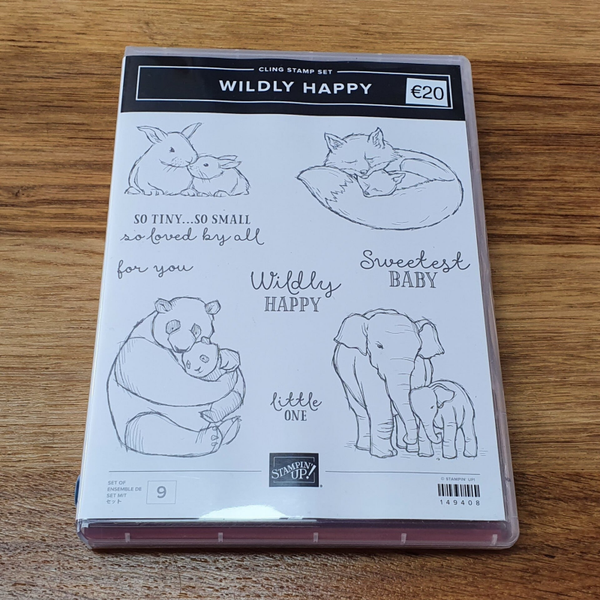 CLING STAMP SET
WILDLY HAPPY
€20
SO TINY...SO SMALL
so loved by all
for you
Wildly
HAPPY
Sweetest
BABY
little
ONE
STAMPIN'
UP!
SET OF
ENSEMBLE DE
SET MIT
セット
9
© STAMPIN' UP!
149408